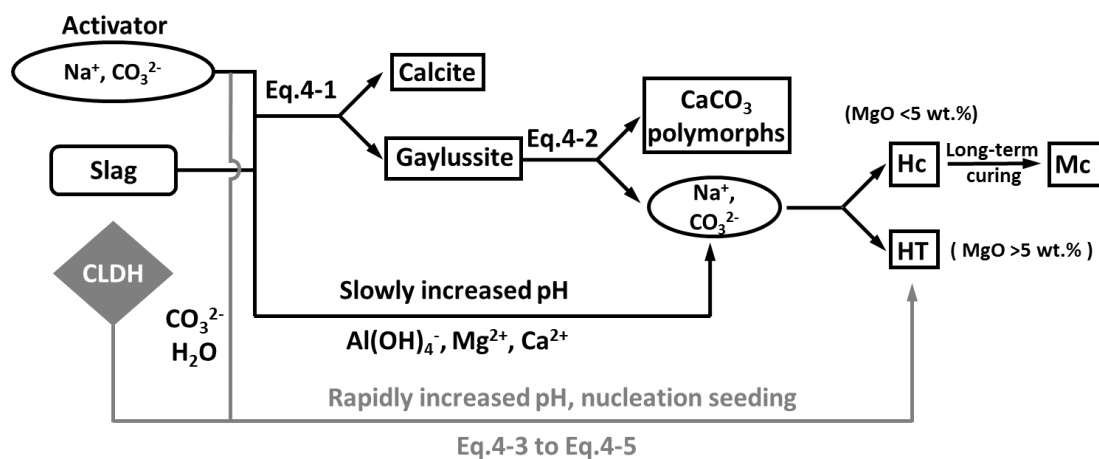 Activator
Na⁺, CO₃²⁻
Slag
CLDH
CO₃²⁻
H₂O
Eq.4-1
Calcite
Gaylussite
Eq.4-2
CaCO₃
polymorphs
Na⁺,
CO₃²⁻
(MgO <5 wt.%)
Hc
Long-term
curing
Mc
HT
( MgO >5 wt.% )
Slowly increased pH
Al(OH)₄⁻, Mg²⁺, Ca²⁺
Rapidly increased pH, nucleation seeding
Eq.4-3 to Eq.4-5